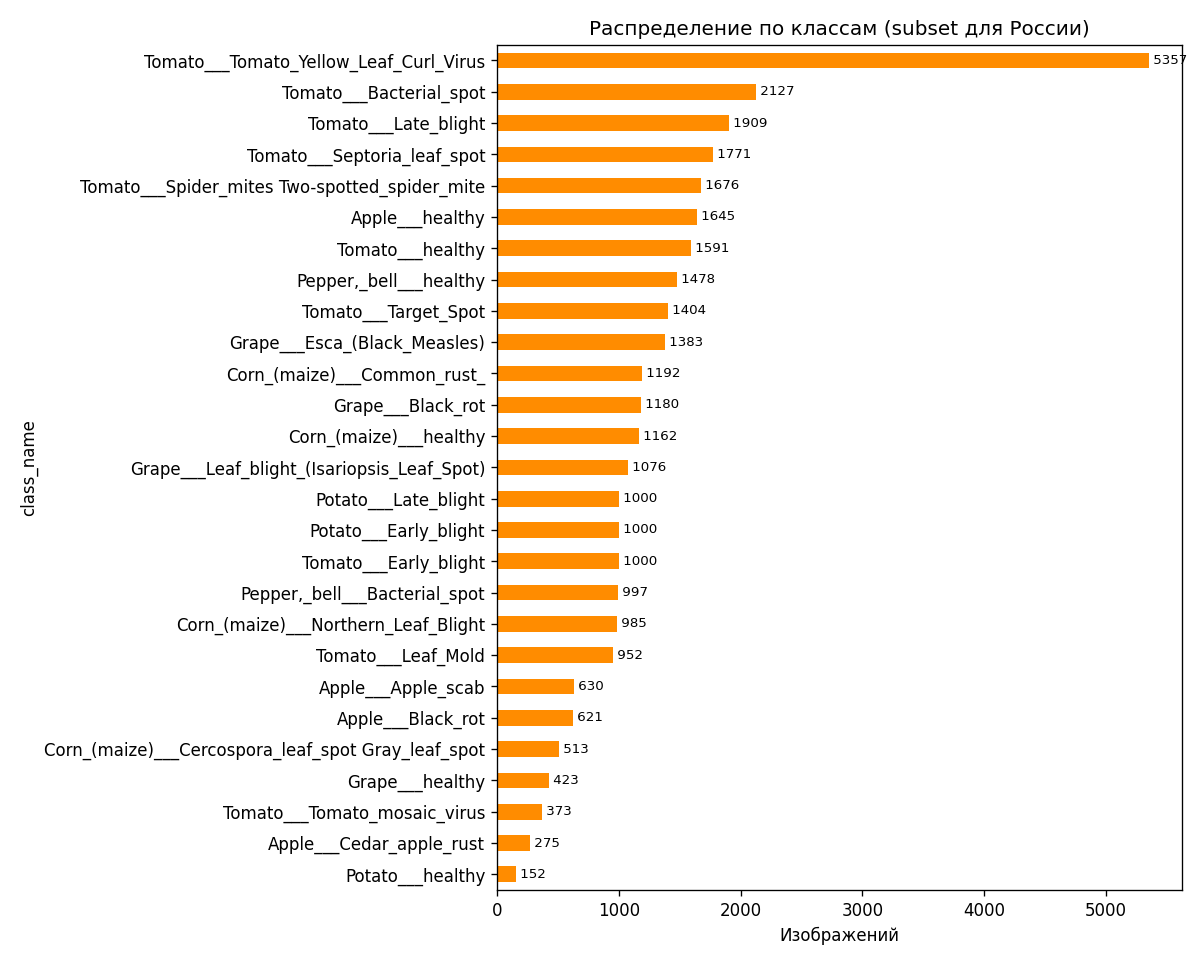 Распределение по классам (subset для России)
Tomato___Tomato_Yellow_Leaf_Curl_Virus 5357
Tomato___Bacterial_spot 2127
Tomato___Late_blight 1909
Tomato___Septoria_leaf_spot 1771
Tomato___Spider_mites Two-spotted_spider_mite 1676
Apple___healthy 1645
Tomato___healthy 1591
Pepper,_bell___healthy 1478
Tomato___Target_Spot 1404
Grape___Esca_(Black_Measles) 1383
Corn_(maize)___Common_rust_ 1192
Grape___Black_rot 1180
Corn_(maize)___healthy 1162
Grape___Leaf_blight_(Isariopsis_Leaf_Spot) 1076
Potato___Late_blight 1000
Potato___Early_blight 1000
Tomato___Early_blight 1000
Pepper,_bell___Bacterial_spot 997
Corn_(maize)___Northern_Leaf_Blight 985
Tomato___Leaf_Mold 952
Apple___Apple_scab 630
Apple___Black_rot 621
Corn_(maize)___Cercospora_leaf_spot Gray_leaf_spot 513
Grape___healthy 423
Tomato___Tomato_mosaic_virus 373
Apple___Cedar_apple_rust 275
Potato___healthy 152
class_name
0 1000 2000 3000 4000 5000
Изображений